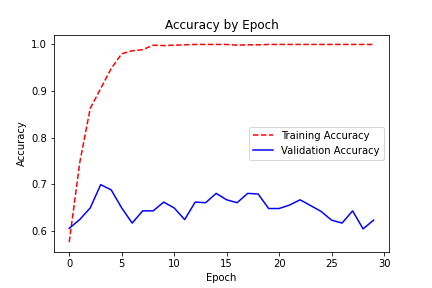 Accuracy by Epoch
1.0
0.9
0.8
0.7
0.6
Accuracy
Training Accuracy
Validation Accuracy
0 5 10 15 20 25 30
Epoch